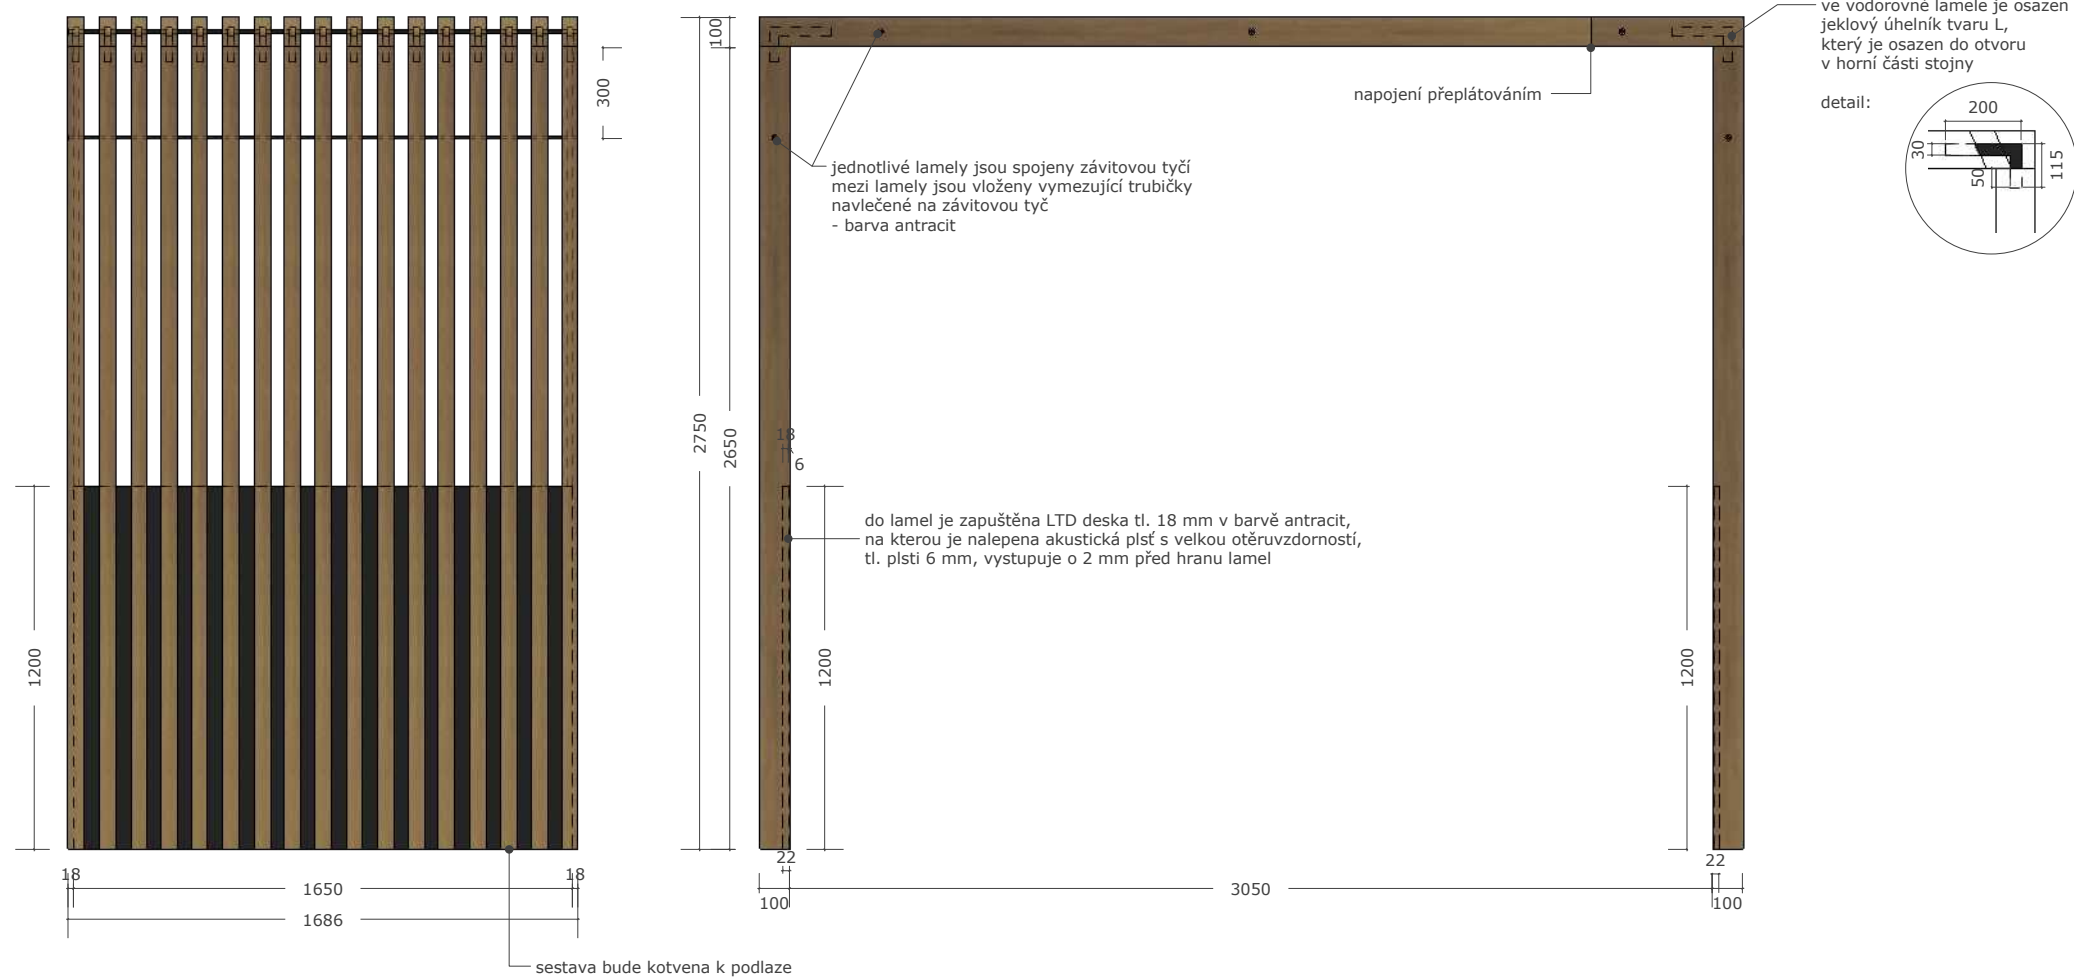 ve vodorovné lamele je osazen
jeklový úhelník tvaru L,
který je osazen do otvoru
v horní části stojny
detail:
200
30
50
115
100
300
napojení přeplátováním
jednotlivé lamely jsou spojeny závitovou tyčí
mezi lamely jsou vloženy vymezující trubičky
navlečené na závitovou tyč
- barva antracit
2750
2650
18
6
do lamel je zapuštěna LTD deska tl. 18 mm v barvě antracit,
na kterou je nalepena akustická plsť s velkou otěruvzdorností,
tl. plsti 6 mm, vystupuje o 2 mm před hranu lamel
1200
1200
1200
22
22
18
1650
18
1686
100
3050
100
sestava bude kotvena k podlaze